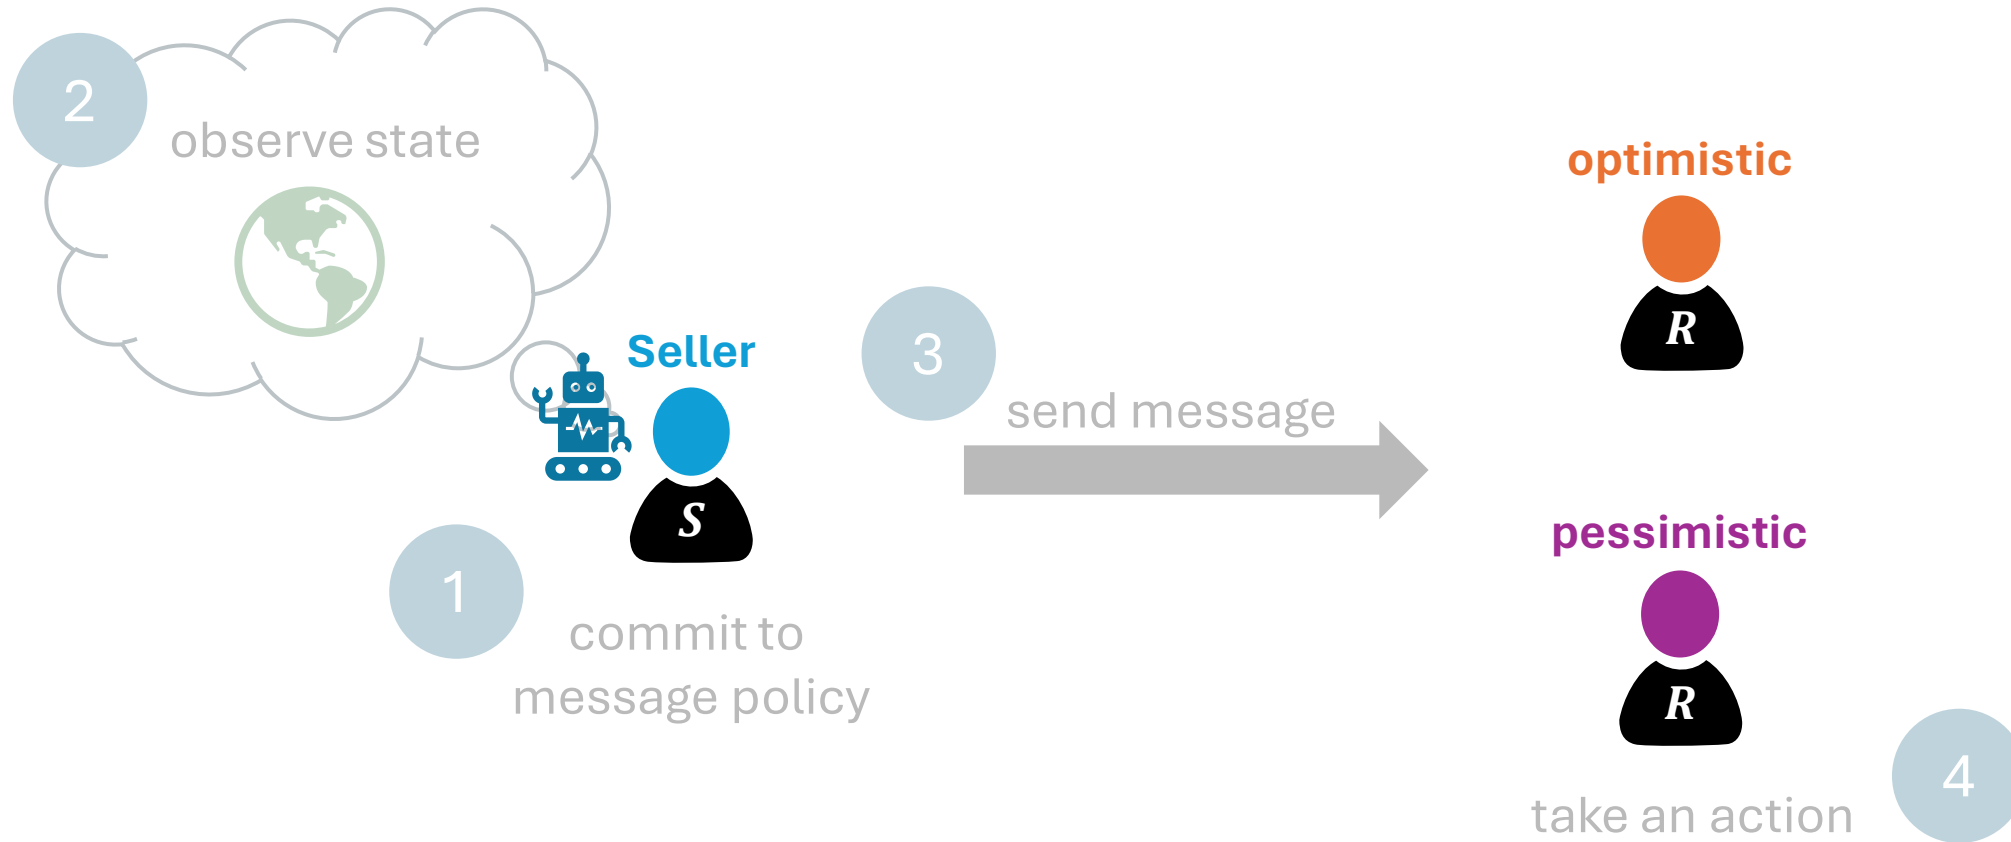 2
observe state
Seller
S
1
commit to
message policy
3
send message
optimistic
R
pessimistic
R
take an action
4